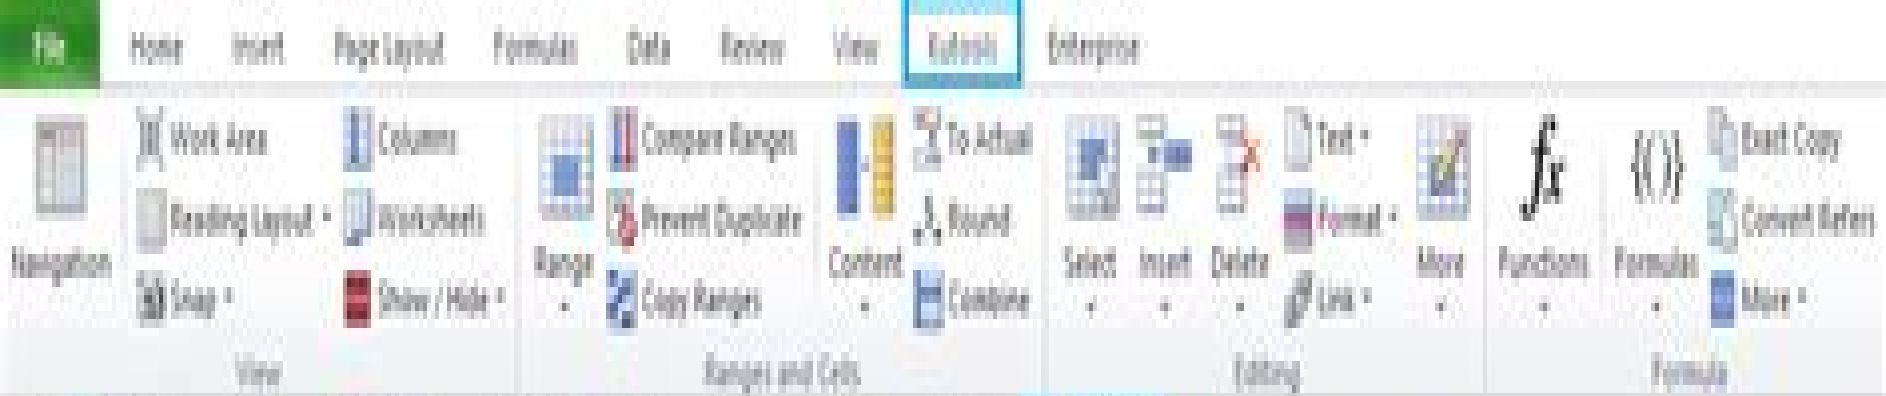 File Home Insert Page Layout Formulas Data Review View Kutools Enterprise
Work Area Columns Compare Ranges To Actual Text Exact Copy
Reading Layout Worksheets Prevent Duplicate Round Format Convert Refers
Navigation Range Content Select Insert Delete More Functions Formulas
Snap Show / Hide Copy Ranges Combine Link More
View Ranges and Cells Editing Formula